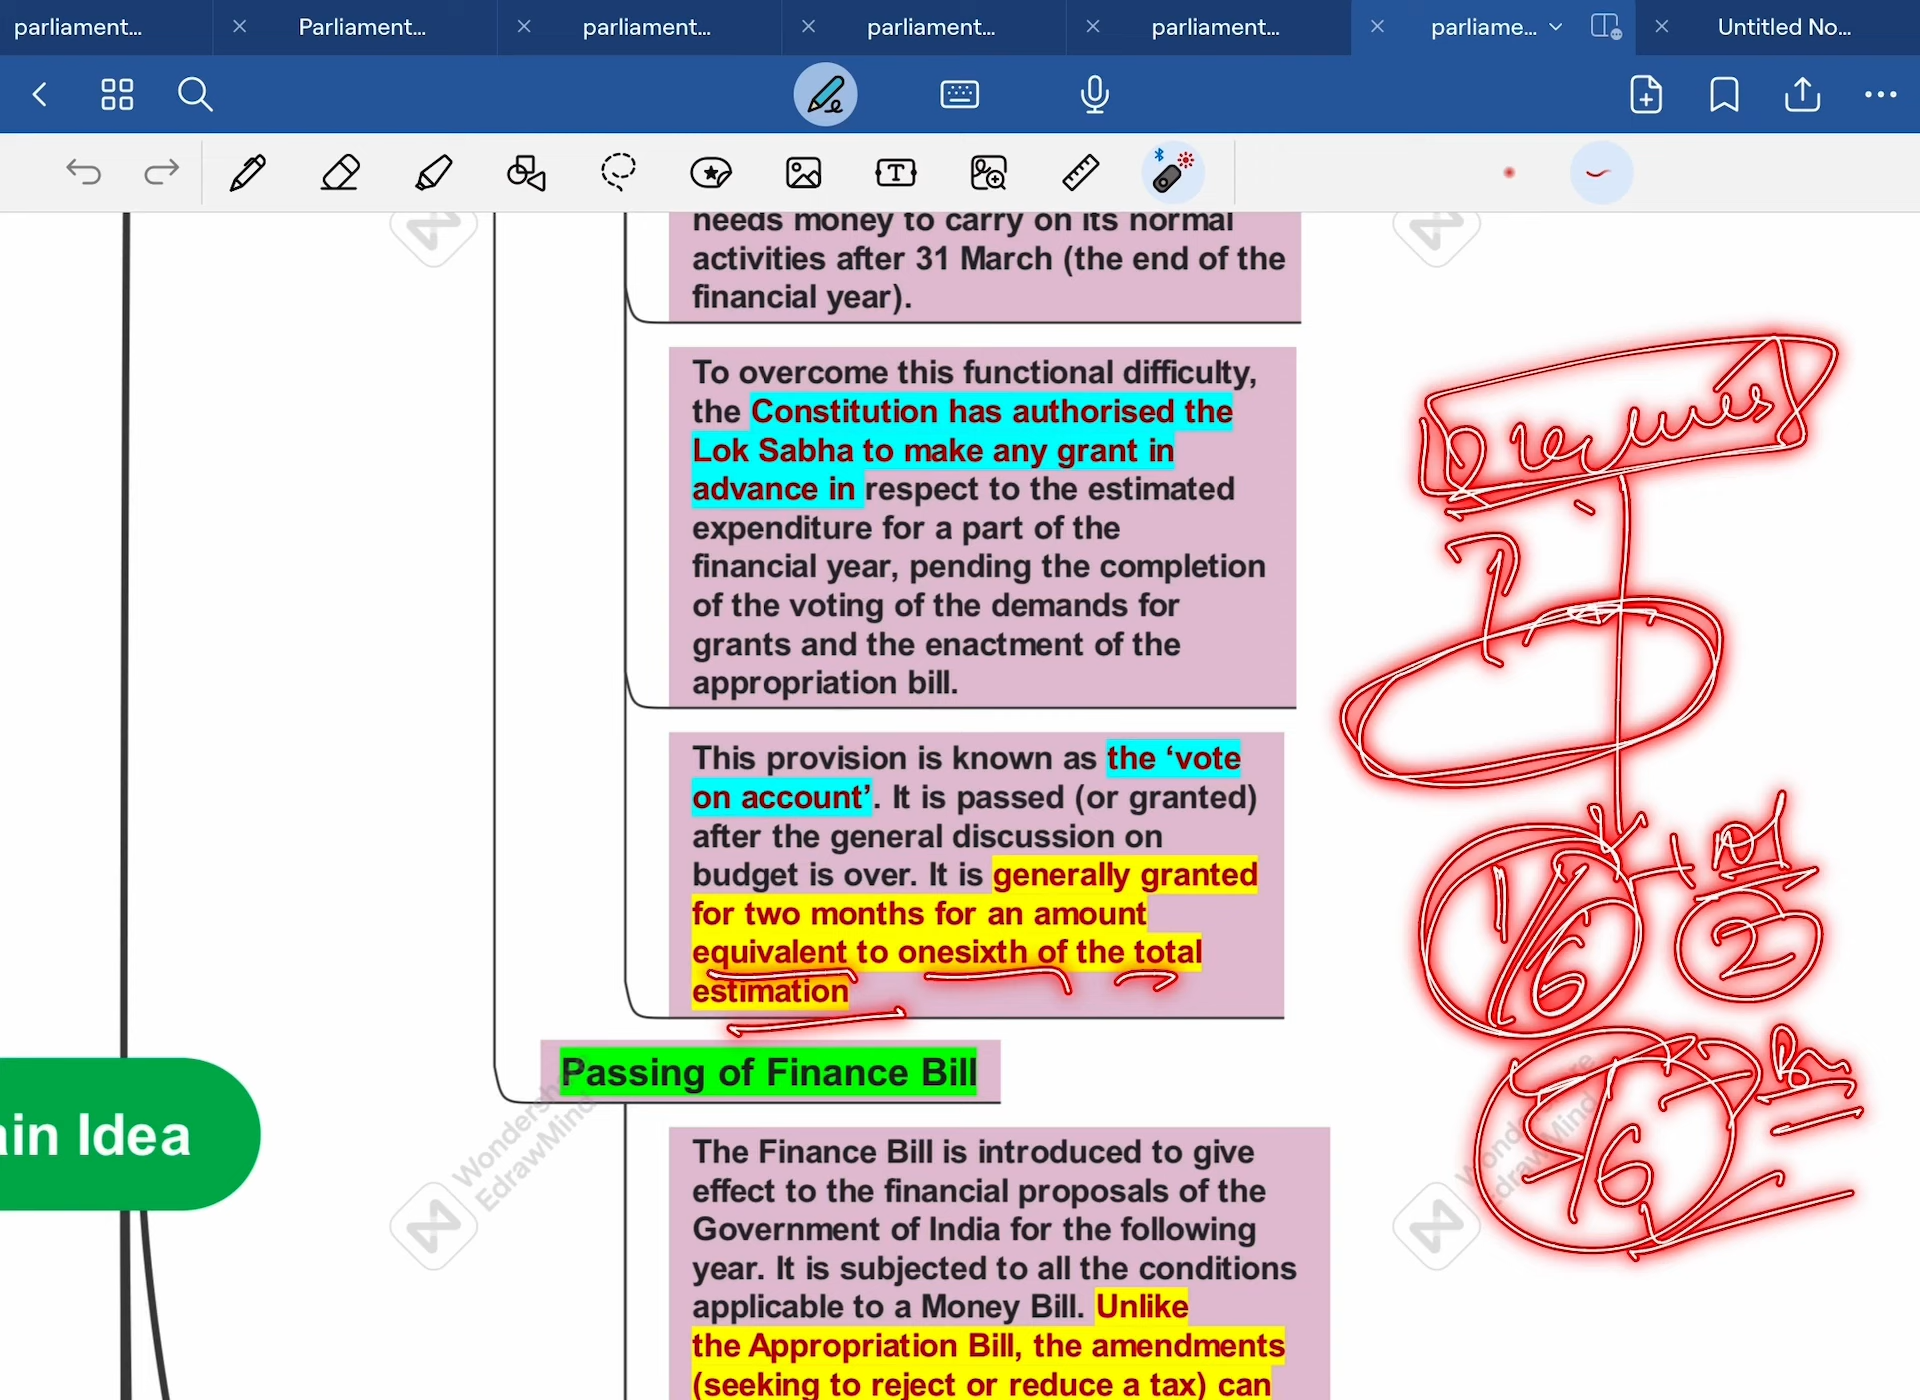 parliament...
Parliament...
parliament...
parliament...
parliament...
parliame...
Untitled No...
needs money to carry on its normal
activities after 31 March (the end of the
financial year).
To overcome this functional difficulty,
the Constitution has authorised the
Lok Sabha to make any grant in
advance in respect to the estimated
expenditure for a part of the
financial year, pending the completion
of the voting of the demands for
grants and the enactment of the
appropriation bill.
This provision is known as the ‘vote
on account’. It is passed (or granted)
after the general discussion on
budget is over. It is generally granted
for two months for an amount
equivalent to onesixth of the total
estimation
1/6
2
Passing of Finance Bill
5/6
ain Idea
Wondershare
EdrawMind
The Finance Bill is introduced to give
effect to the financial proposals of the
Government of India for the following
year. It is subjected to all the conditions
applicable to a Money Bill. Unlike
the Appropriation Bill, the amendments
(seeking to reject or reduce a tax) can